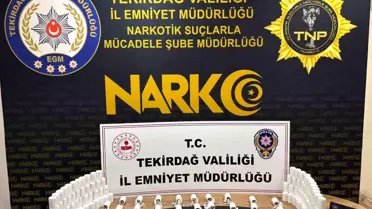 TEKİRDAĞ VALİLİĞİ
İL EMNİYET MÜDÜRLÜĞÜ
NARKOTİK SUÇLARLA
MÜCADELE ŞUBE MÜDÜRLÜĞÜ
EGM
TNP
NARKO
T.C.
TEKİRDAĞ VALİLİĞİ
İL EMNİYET MÜDÜRLÜĞÜ